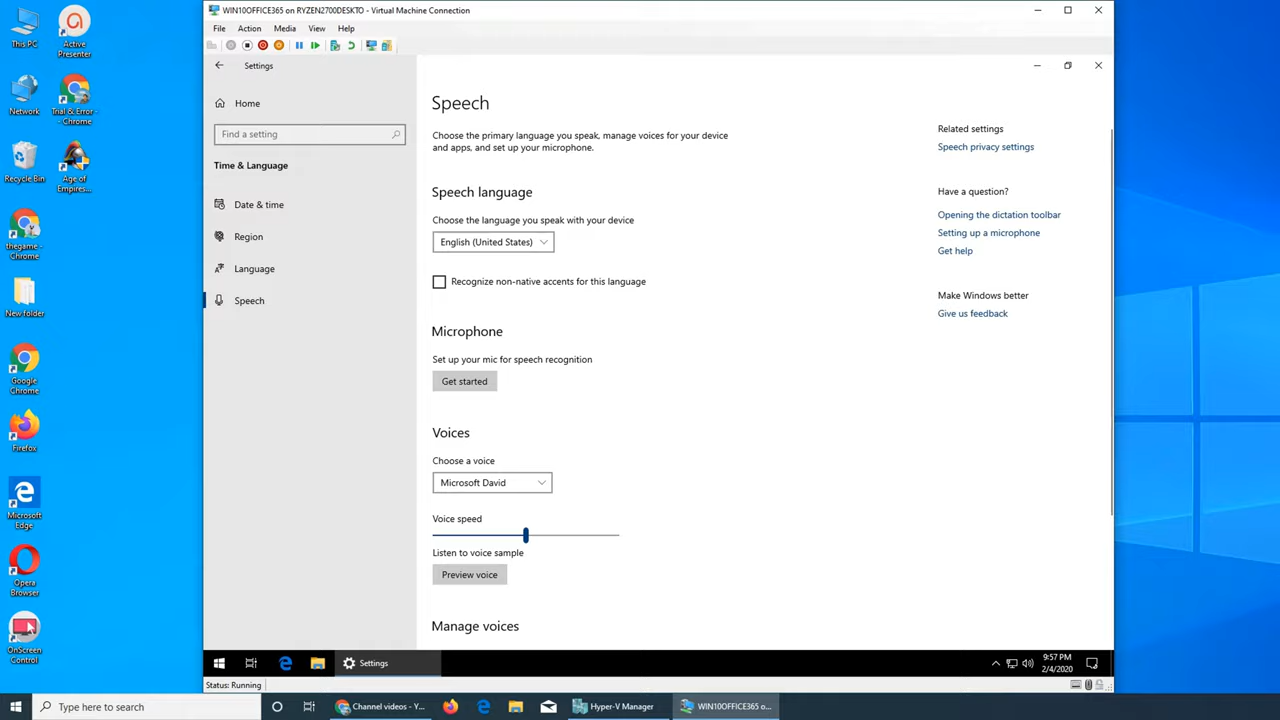 This PC
Active
Presenter
Network
Trial & Error -
Chrome
Recycle Bin
Age of
Empires...
thegame -
Chrome
New folder
Google
Chrome
Firefox
Microsoft
Edge
Opera
Browser
OnScreen
Control
WIN10OFFICE365 on RYZEN2700DESKTO - Virtual Machine Connection
File Action Media View Help
Settings
Home
Find a setting
Time & Language
Date & time
Region
Language
Speech
Speech
Choose the primary language you speak, manage voices for your device
and apps, and set up your microphone.
Speech language
Choose the language you speak with your device
English (United States)
Recognize non-native accents for this language
Microphone
Set up your mic for speech recognition
Get started
Voices
Choose a voice
Microsoft David
Voice speed
Listen to voice sample
Preview voice
Manage voices
Related settings
Speech privacy settings
Have a question?
Opening the dictation toolbar
Setting up a microphone
Get help
Make Windows better
Give us feedback
Settings
9:57 PM
2/4/2020
Status: Running
Type here to search
Channel videos - Y...
Hyper-V Manager
WIN10OFFICE365 o...